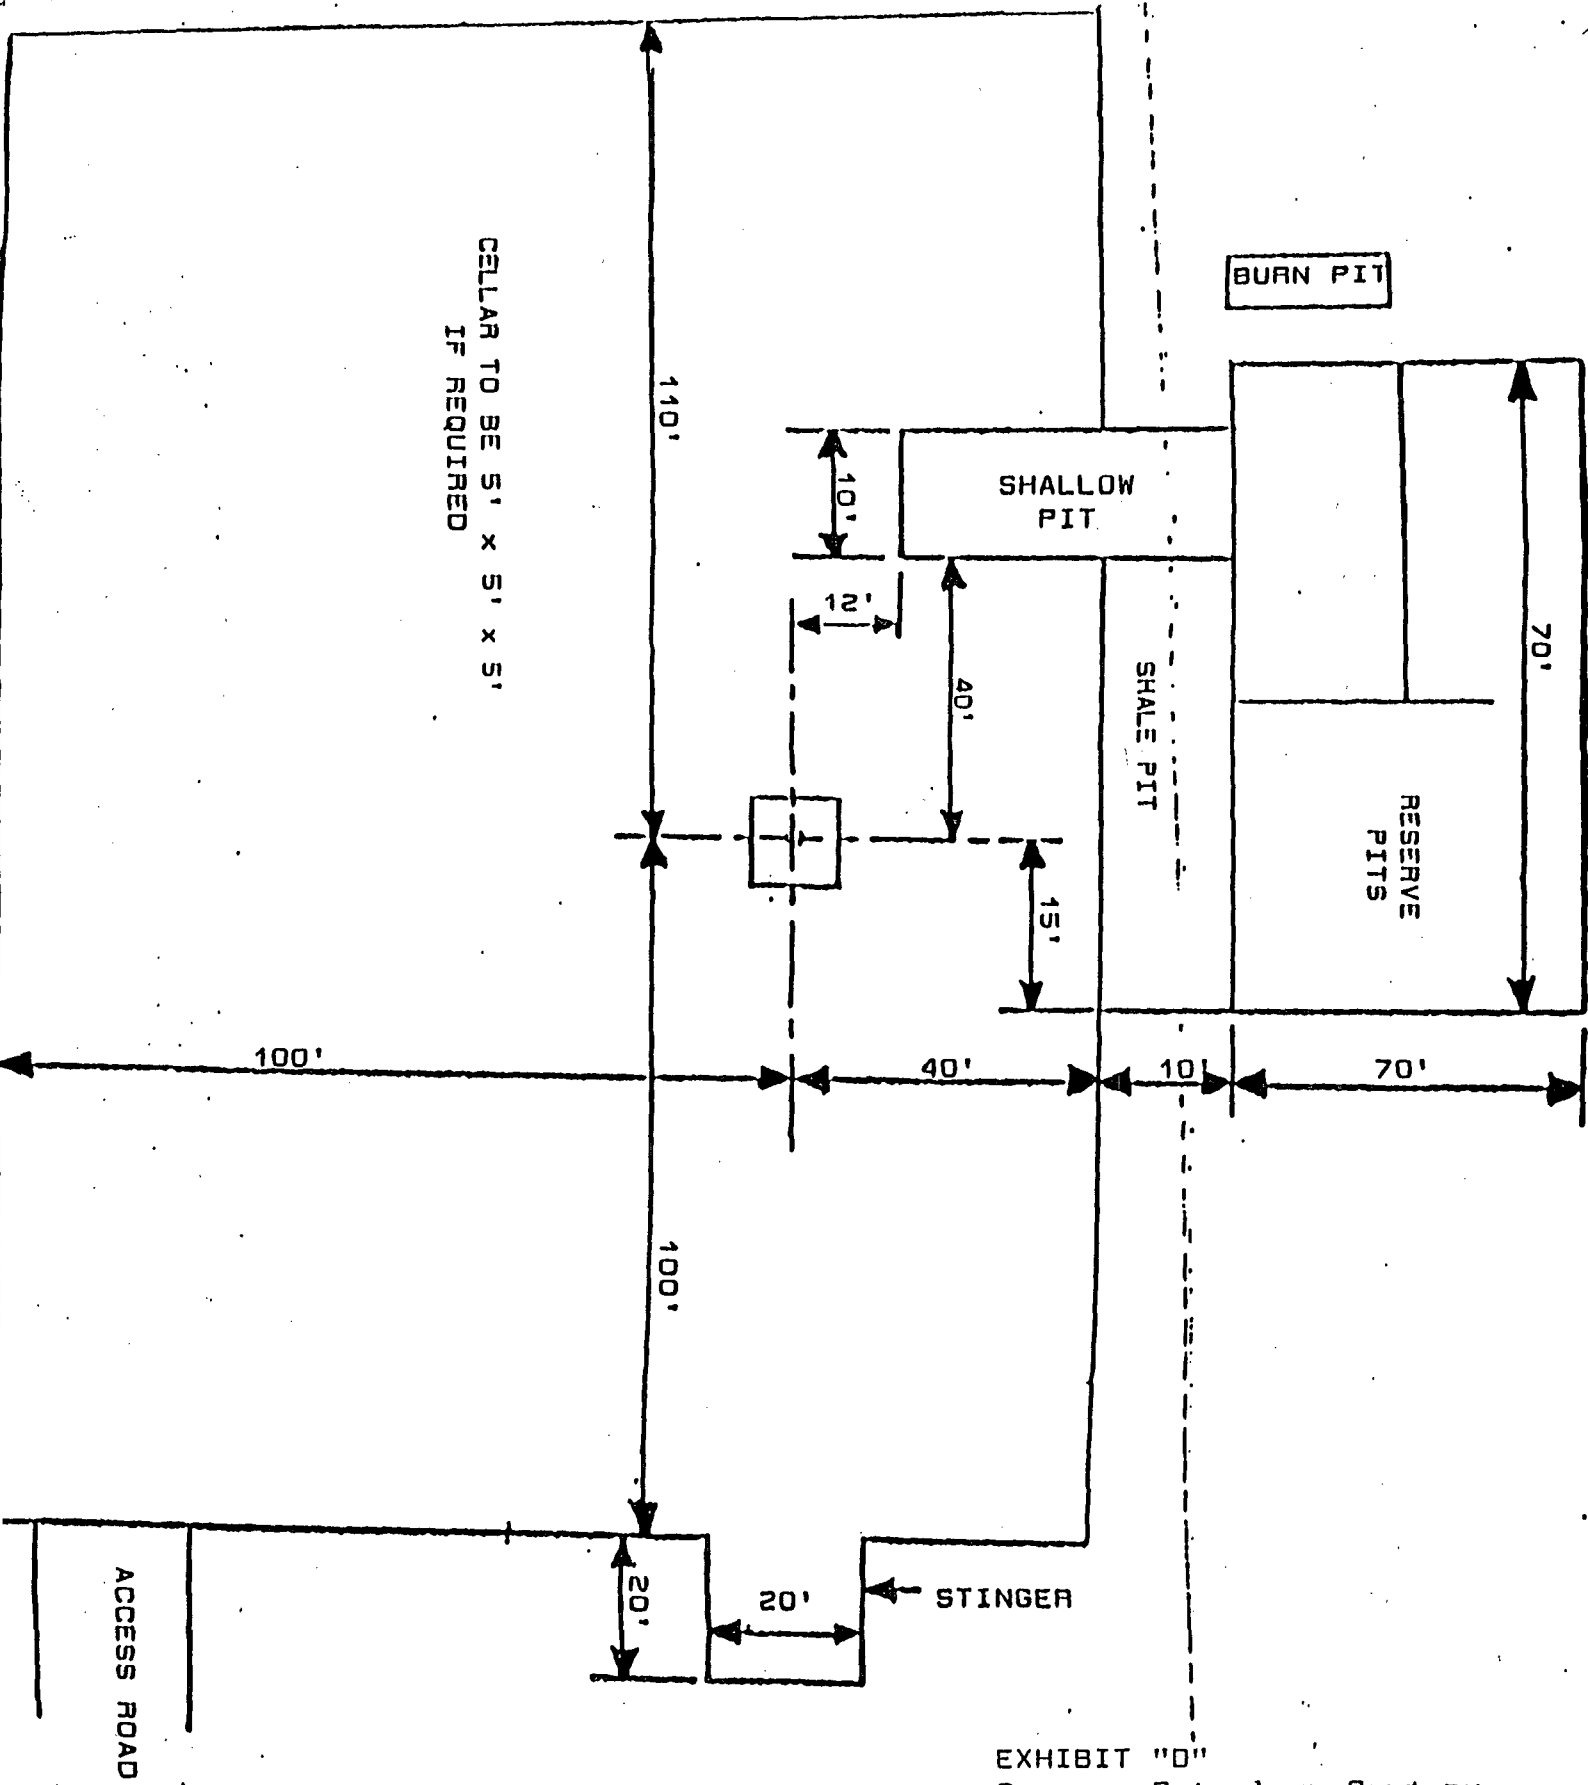 BURN PIT
110'
CELLAR TO BE 5' x 5' x 5'
IF REQUIRED
10'
SHALLOW
PIT
12'
40'
70'
SHALE PIT
RESERVE
PITS
15'
100'
40'
10'
70'
100'
20'
20'
STINGER
ACCESS ROAD
EXHIBIT "D"